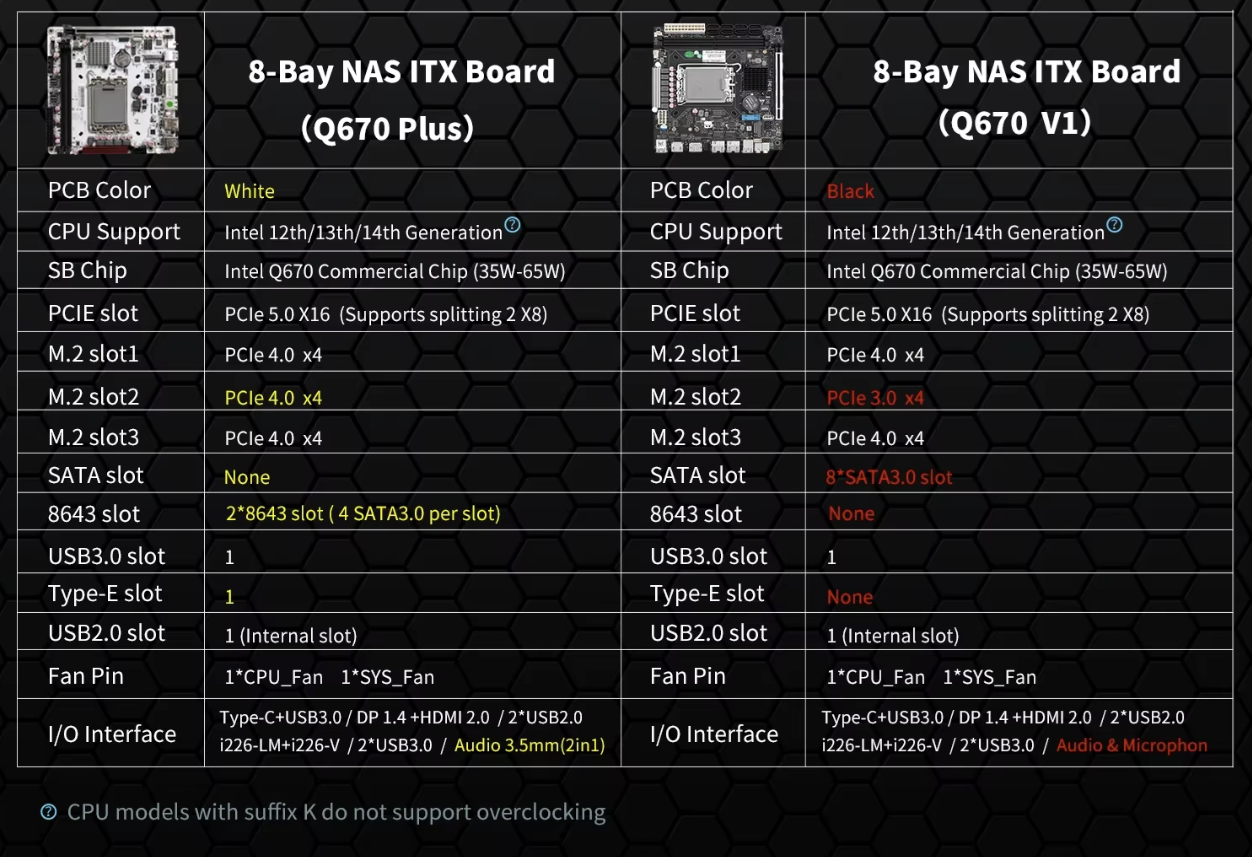 8-Bay NAS ITX Board
(Q670 Plus)
8-Bay NAS ITX Board
(Q670 V1)
PCB Color White PCB Color Black
CPU Support Intel 12th/13th/14th Generation? CPU Support Intel 12th/13th/14th Generation?
SB Chip Intel Q670 Commercial Chip (35W-65W) SB Chip Intel Q670 Commercial Chip (35W-65W)
PCIE slot PCIe 5.0 X16 (Supports splitting 2 X8) PCIE slot PCIe 5.0 X16 (Supports splitting 2 X8)
M.2 slot1 PCIe 4.0 x4 M.2 slot1 PCIe 4.0 x4
M.2 slot2 PCIe 4.0 x4 M.2 slot2 PCIe 3.0 x4
M.2 slot3 PCIe 4.0 x4 M.2 slot3 PCIe 4.0 x4
SATA slot None SATA slot 8*SATA3.0 slot
8643 slot 2*8643 slot ( 4 SATA3.0 per slot) 8643 slot None
USB3.0 slot 1 USB3.0 slot 1
Type-E slot 1 Type-E slot None
USB2.0 slot 1 (Internal slot) USB2.0 slot 1 (Internal slot)
Fan Pin 1*CPU_Fan 1*SYS_Fan Fan Pin 1*CPU_Fan 1*SYS_Fan
I/O Interface
Type-C+USB3.0 / DP 1.4 +HDMI 2.0 / 2*USB2.0
i226-LM+i226-V / 2*USB3.0 / Audio 3.5mm(2in1)
I/O Interface
Type-C+USB3.0 / DP 1.4 +HDMI 2.0 / 2*USB2.0
i226-LM+i226-V / 2*USB3.0 / Audio & Microphon
? CPU models with suffix K do not support overclocking